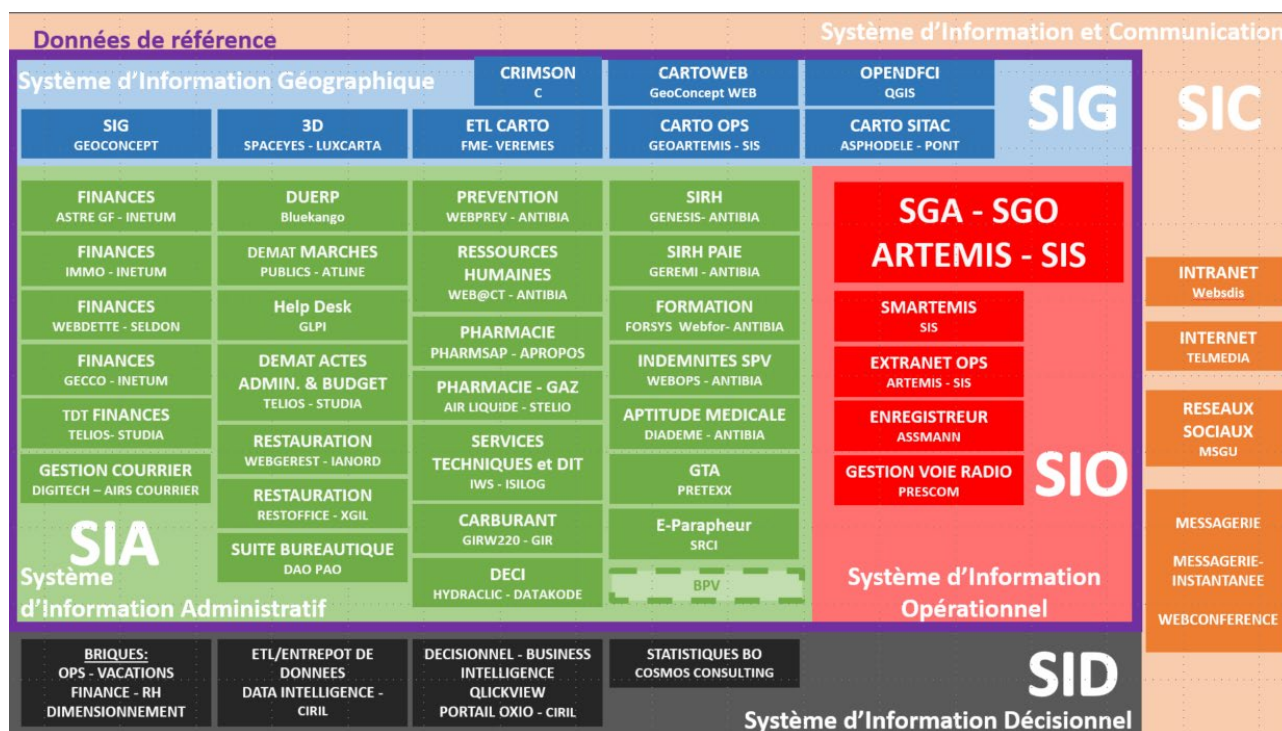 Données de référence
Système d'Information et Communication
Système d'Information Géographique
CRIMSON
C
CARTOWEB
GeoConcept WEB
OPENDFCI
QGIS
SIG
SIC
SIG
GEOCONCEPT
3D
SPACEYES - LUXCARTA
ETL CARTO
FME- VEREMES
CARTO OPS
GEOARTEMIS - SIS
CARTO SITAC
ASPHODELE - PONT
FINANCES
ASTRE GF - INETUM
FINANCES
IMMO - INETUM
FINANCES
WEBDETTE - SELDON
FINANCES
GECCO - INETUM
TDT FINANCES
TELIOS- STUDIA
GESTION COURRIER
DIGITECH – AIRS COURRIER
SIA
Système
d'Information Administratif
DUERP
Bluekango
DEMAT MARCHES
PUBLICS - ATLINE
Help Desk
GLPI
DEMAT ACTES
ADMIN. & BUDGET
TELIOS - STUDIA
RESTAURATION
WEBGEREST - IANORD
RESTAURATION
RESTOFFICE - XGIL
SUITE BUREAUTIQUE
DAO PAO
PREVENTION
WEBPREV - ANTIBIA
RESSOURCES
HUMAINES
WEB@CT - ANTIBIA
PHARMACIE
PHARMSAP - APROPOS
PHARMACIE - GAZ
AIR LIQUIDE - STELIO
SERVICES
TECHNIQUES et DIT
IWS - ISILOG
CARBURANT
GIRW220 - GIR
DECI
HYDRACLIC - DATAKODE
SIRH
GENESIS- ANTIBIA
SIRH PAIE
GEREMI - ANTIBIA
FORMATION
FORSYS Webfor- ANTIBIA
INDEMNITES SPV
WEBOPS - ANTIBIA
APTITUDE MEDICALE
DIADEME - ANTIBIA
GTA
PRETEXX
E-Parapheur
SRCI
BPV
SGA - SGO
ARTEMIS - SIS
SMARTEMIS
SIS
EXTRANET OPS
ARTEMIS - SIS
ENREGISTREUR
ASSMANN
GESTION VOIE RADIO
PRESCOM
SIO
Système d'Information
Opérationnel
INTRANET
Websdis
INTERNET
TELMEDIA
RESEAUX
SOCIAUX
MSGU
MESSAGERIE
MESSAGERIE-
INSTANTANEE
WEBCONFERENCE
BRIQUES:
OPS - VACATIONS
FINANCE - RH
DIMENSIONNEMENT
ETL/ENTREPOT DE
DONNEES
DATA INTELLIGENCE -
CIRIL
DECISIONNEL - BUSINESS
INTELLIGENCE
QLICKVIEW
PORTAIL OXIO - CIRIL
STATISTIQUES BO
COSMOS CONSULTING
SID
Système d'Information Décisionnel